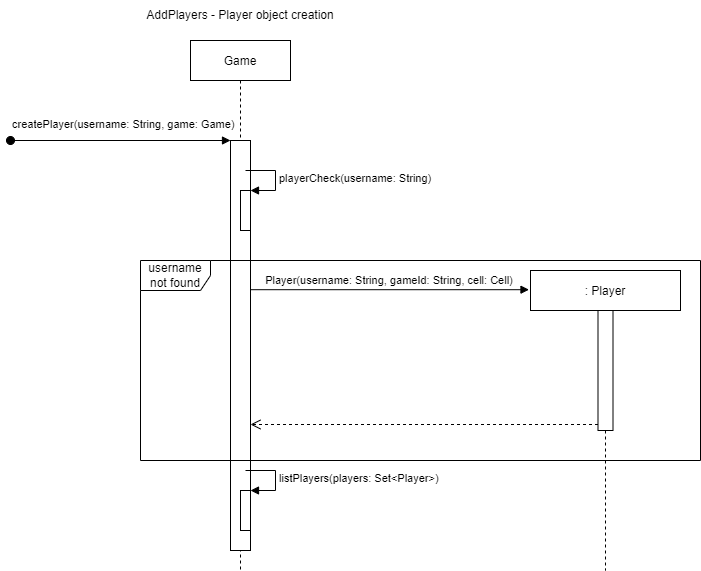 AddPlayers - Player object creation
Game
createPlayer(username: String, game: Game)
playerCheck(username: String)
username
not found
Player(username: String, gameId: String, cell: Cell)
: Player
listPlayers(players: Set<Player>)